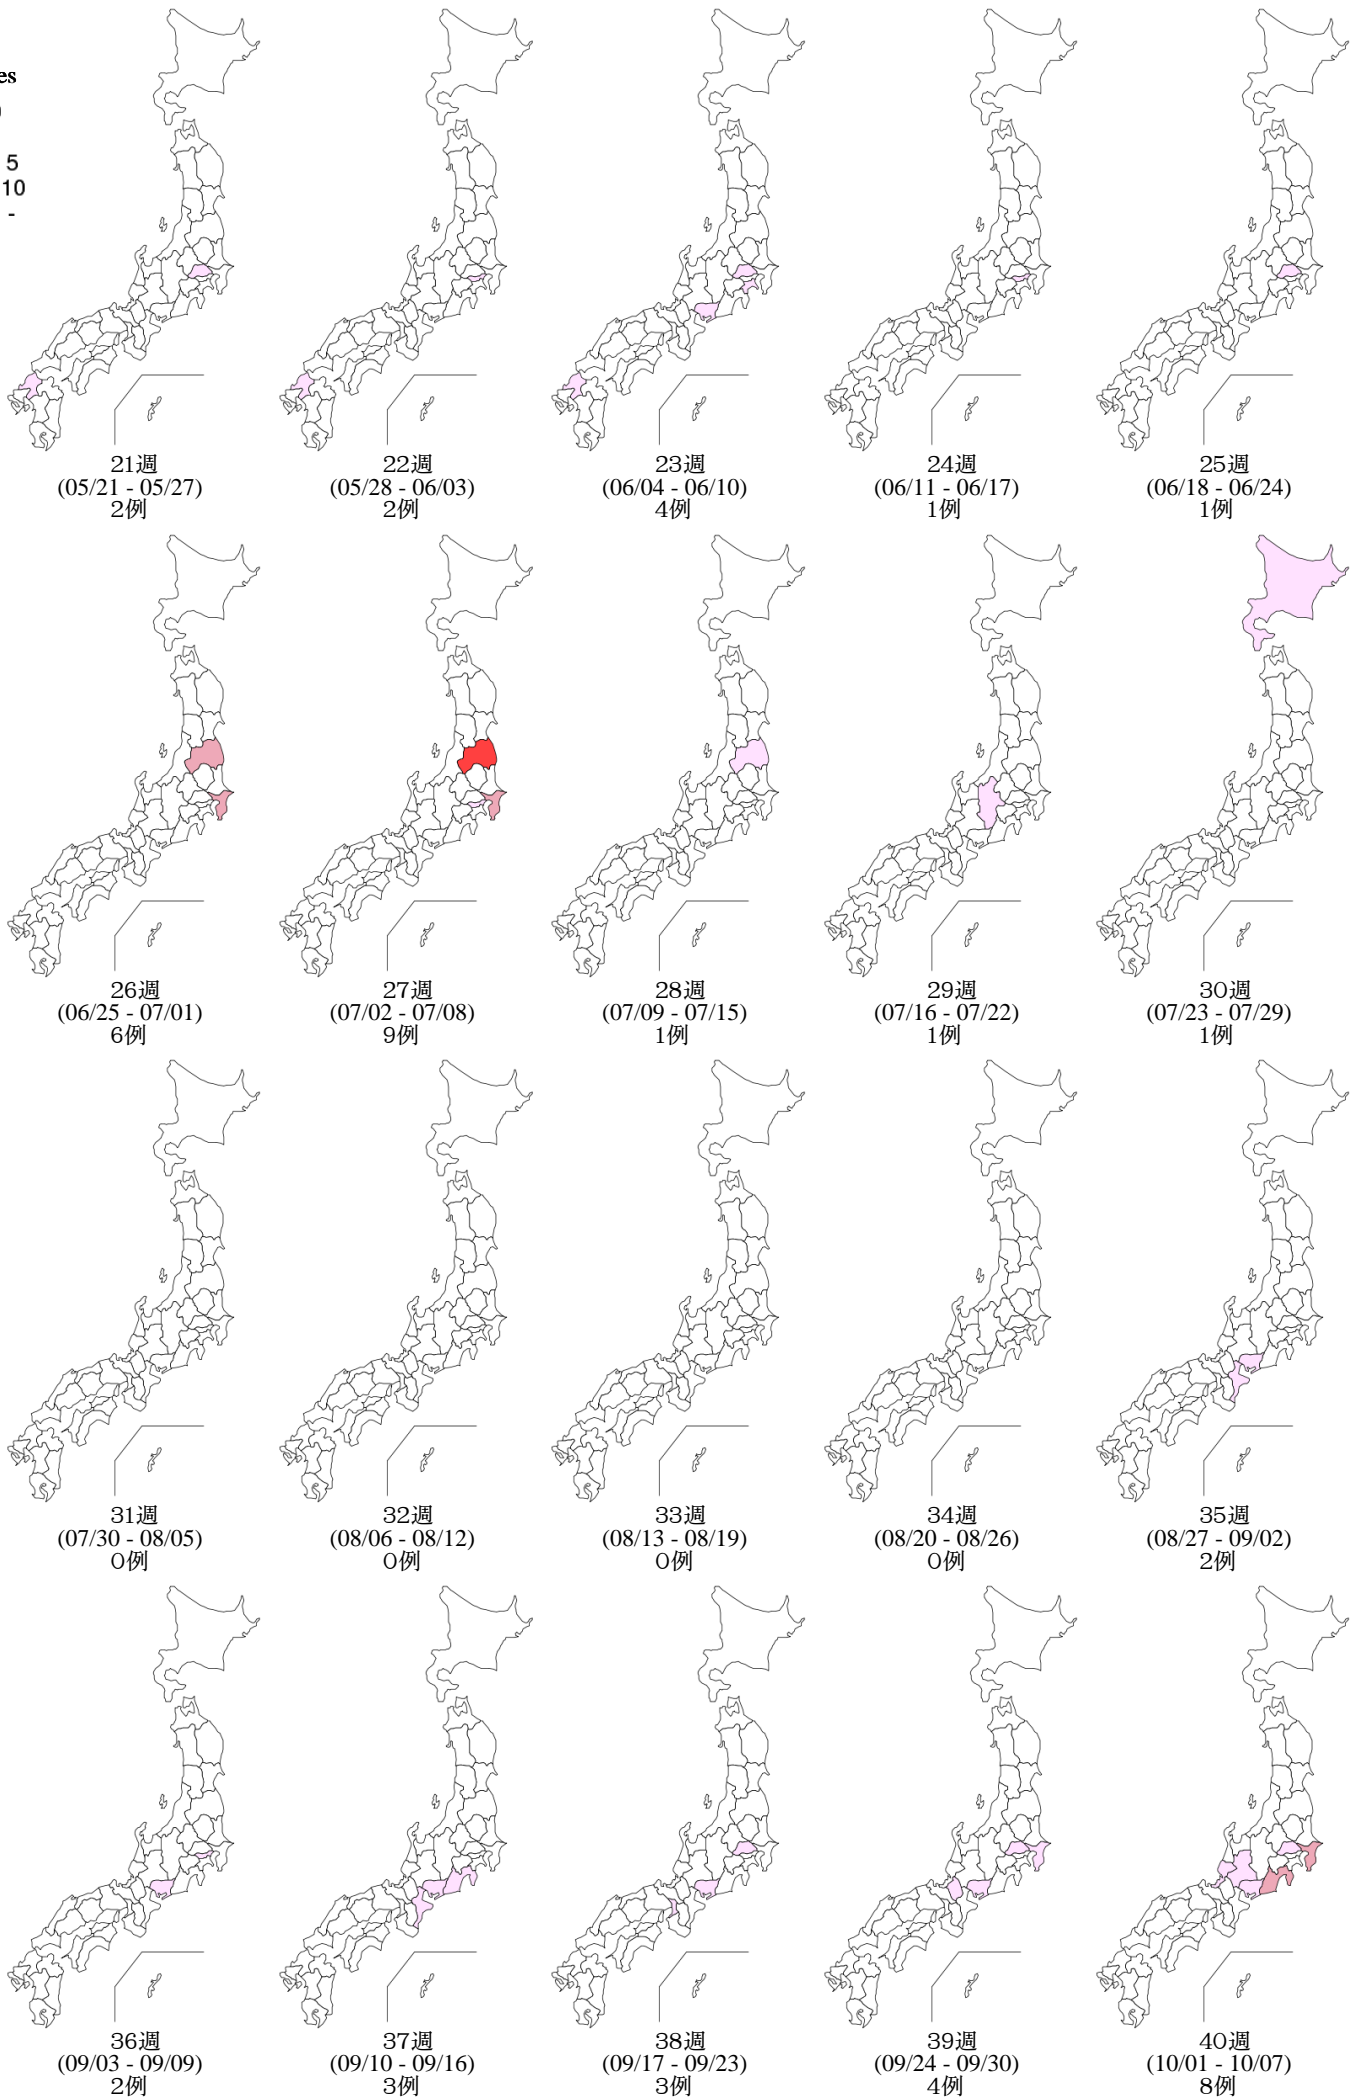 5
10
-
21週
(05/21 - 05/27)
2例
22週
(05/28 - 06/03)
2例
23週
(06/04 - 06/10)
4例
24週
(06/11 - 06/17)
1例
25週
(06/18 - 06/24)
1例
26週
(06/25 - 07/01)
6例
27週
(07/02 - 07/08)
9例
28週
(07/09 - 07/15)
1例
29週
(07/16 - 07/22)
1例
30週
(07/23 - 07/29)
1例
31週
(07/30 - 08/05)
0例
32週
(08/06 - 08/12)
0例
33週
(08/13 - 08/19)
0例
34週
(08/20 - 08/26)
0例
35週
(08/27 - 09/02)
2例
36週
(09/03 - 09/09)
2例
37週
(09/10 - 09/16)
3例
38週
(09/17 - 09/23)
3例
39週
(09/24 - 09/30)
4例
40週
(10/01 - 10/07)
8例